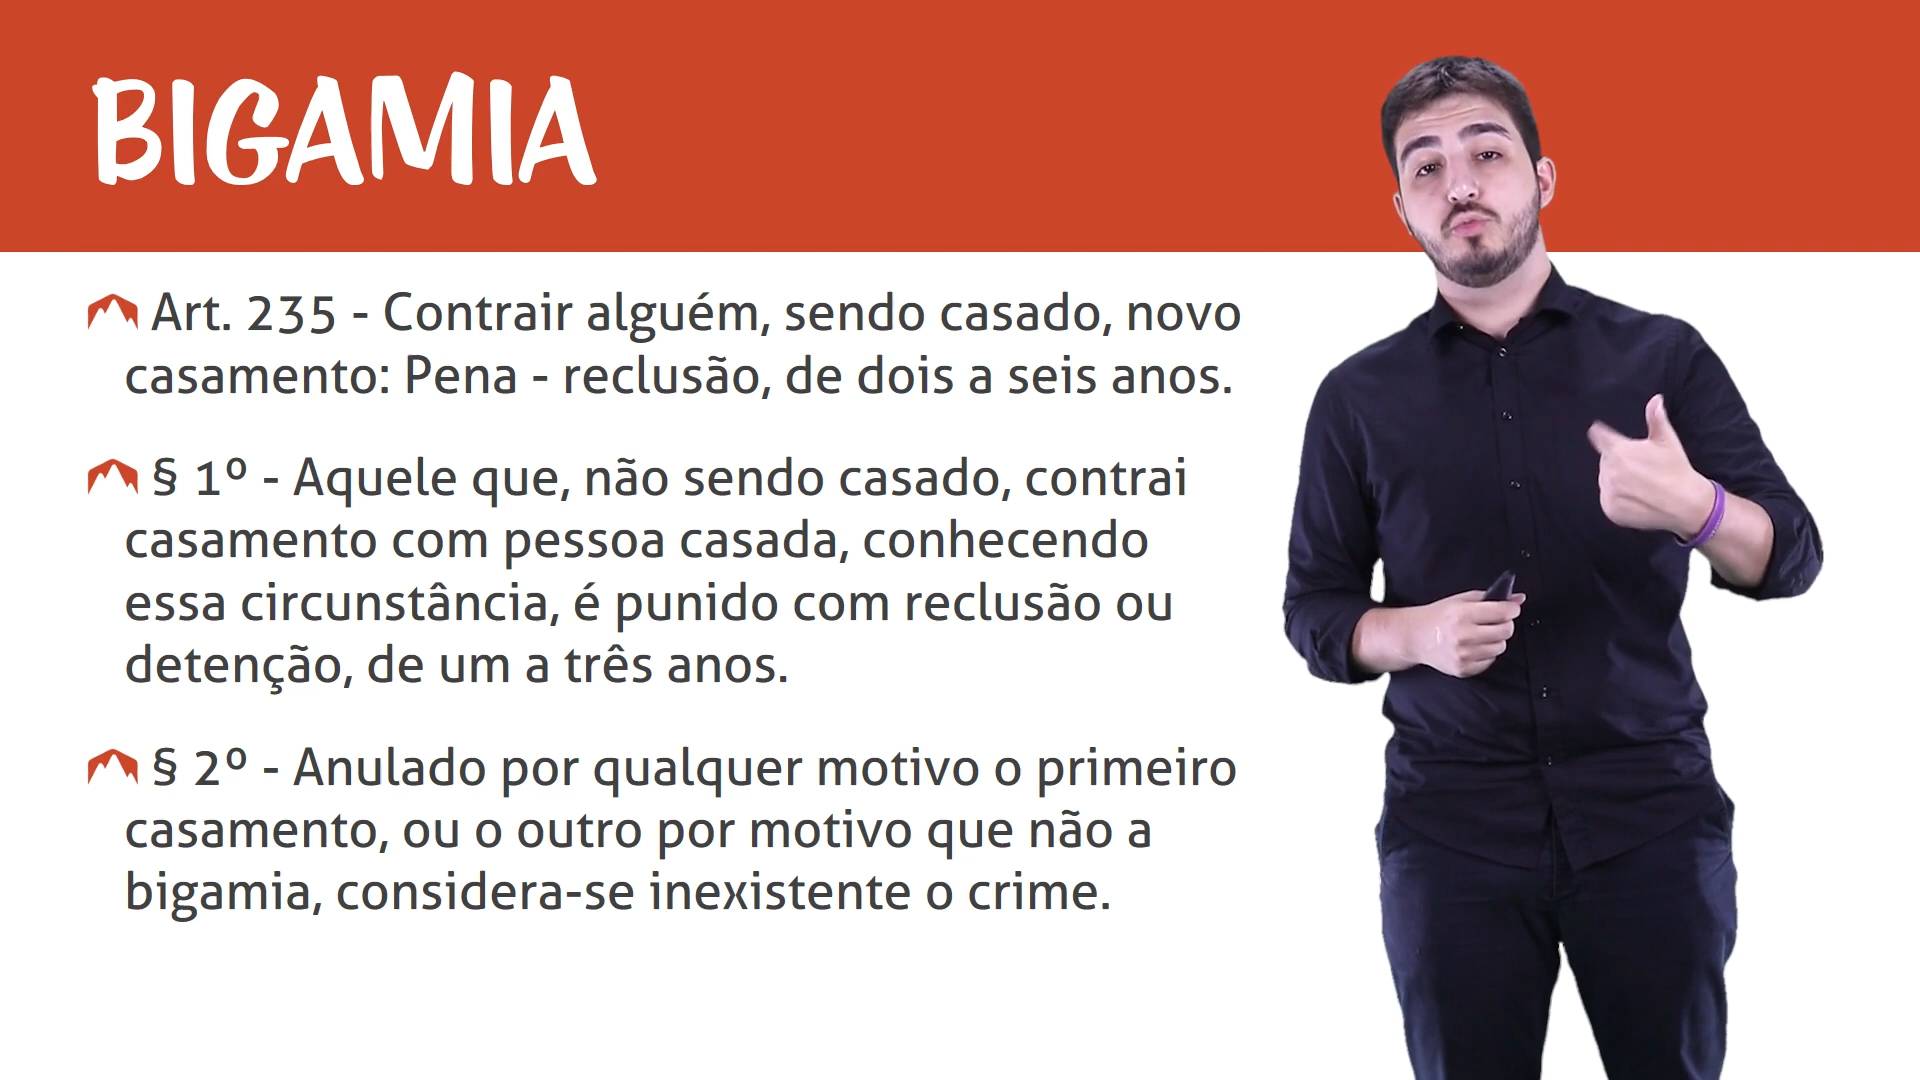 BIGAMIA
Art. 235 - Contrair alguém, sendo casado, novo
casamento: Pena - reclusão, de dois a seis anos.
§ 1º - Aquele que, não sendo casado, contrai
casamento com pessoa casada, conhecendo
essa circunstância, é punido com reclusão ou
detenção, de um a três anos.
§ 2º - Anulado por qualquer motivo o primeiro
casamento, ou o outro por motivo que não a
bigamia, considera-se inexistente o crime.